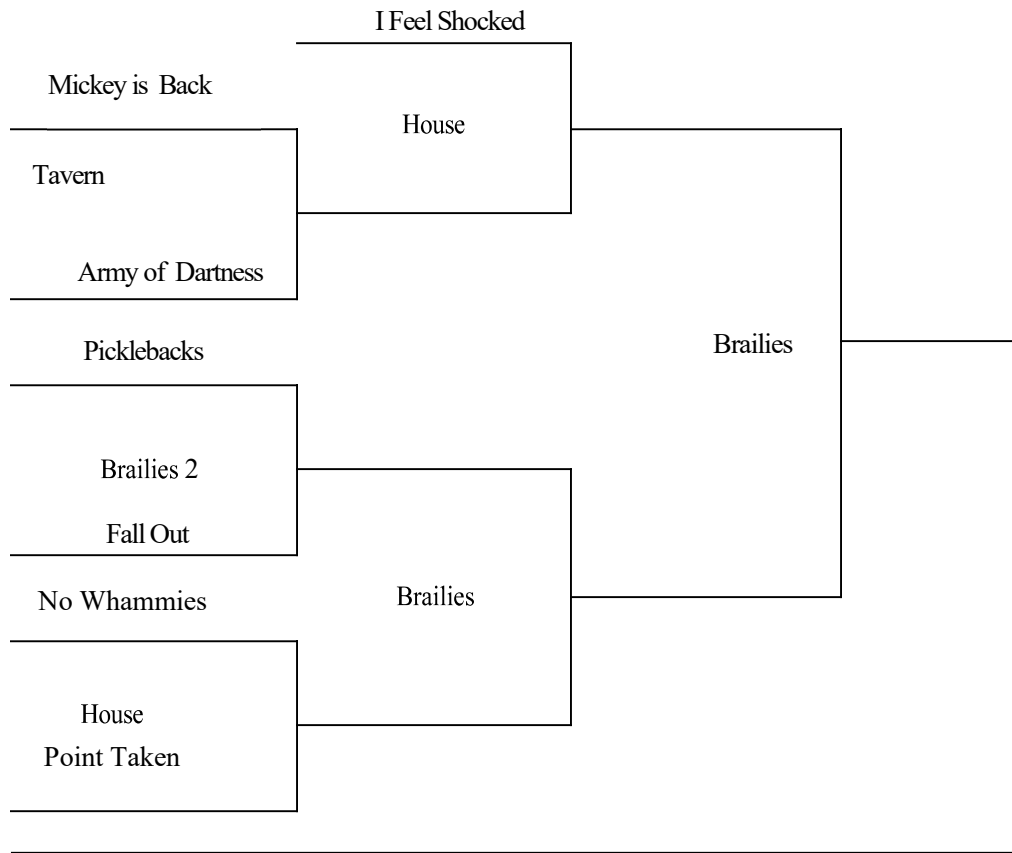 I Feel Shocked
Mickey is Back
House
Tavern
Army of Dartness
Picklebacks
Brailies
Brailies 2
Fall Out
No Whammies
Brailies
House
Point Taken